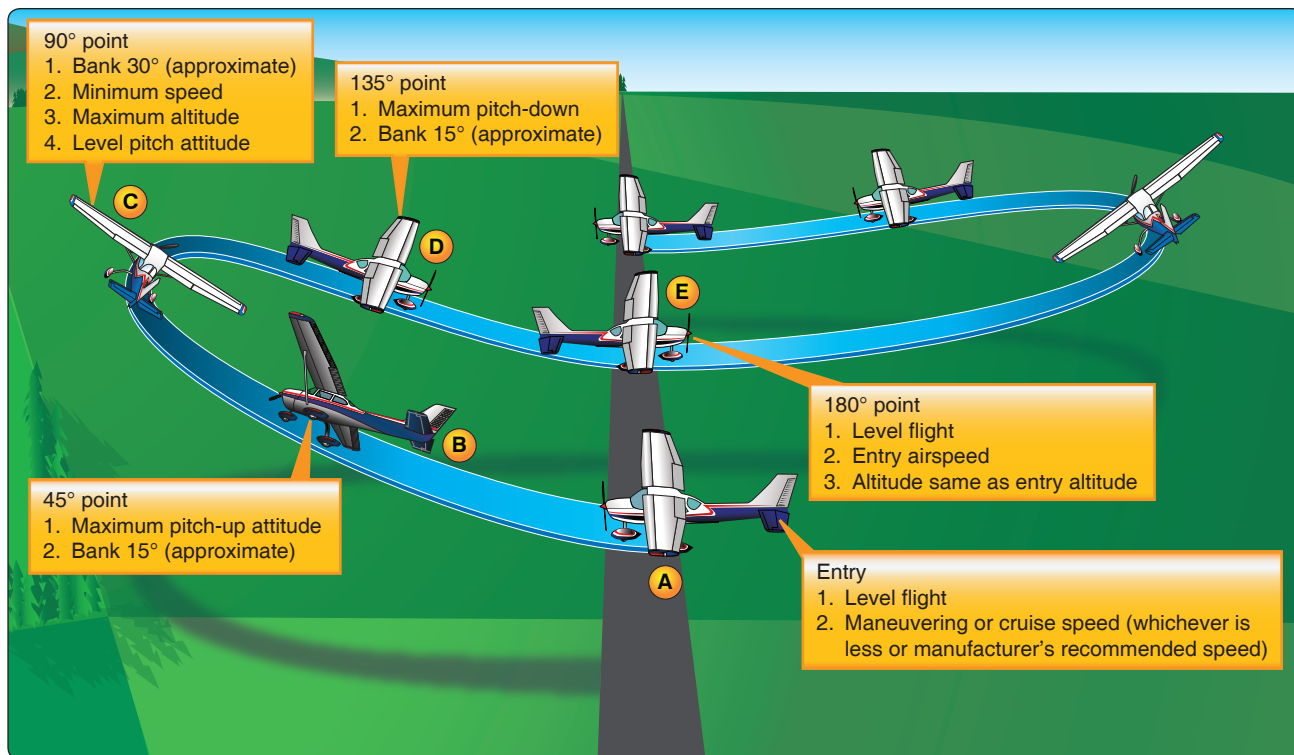 90° point
1. Bank 30° (approximate)
2. Minimum speed
3. Maximum altitude
4. Level pitch attitude
135° point
1. Maximum pitch-down
2. Bank 15° (approximate)
C
D
E
B
180° point
1. Level flight
2. Entry airspeed
3. Altitude same as entry altitude
45° point
1. Maximum pitch-up attitude
2. Bank 15° (approximate)
A
Entry
1. Level flight
2. Maneuvering or cruise speed (whichever is
less or manufacturer’s recommended speed)